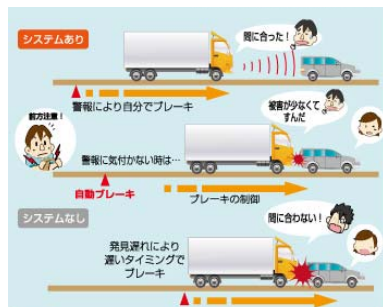 システムあり
間に合った！
警報により自分でブレーキ
前方注意！
被害が少なくて
すんだ
警報に気付かない時は…
自動ブレーキ
ブレーキの制御
システムなし
間に合わない！
発見遅れにより
遅いタイミングで
ブレーキ